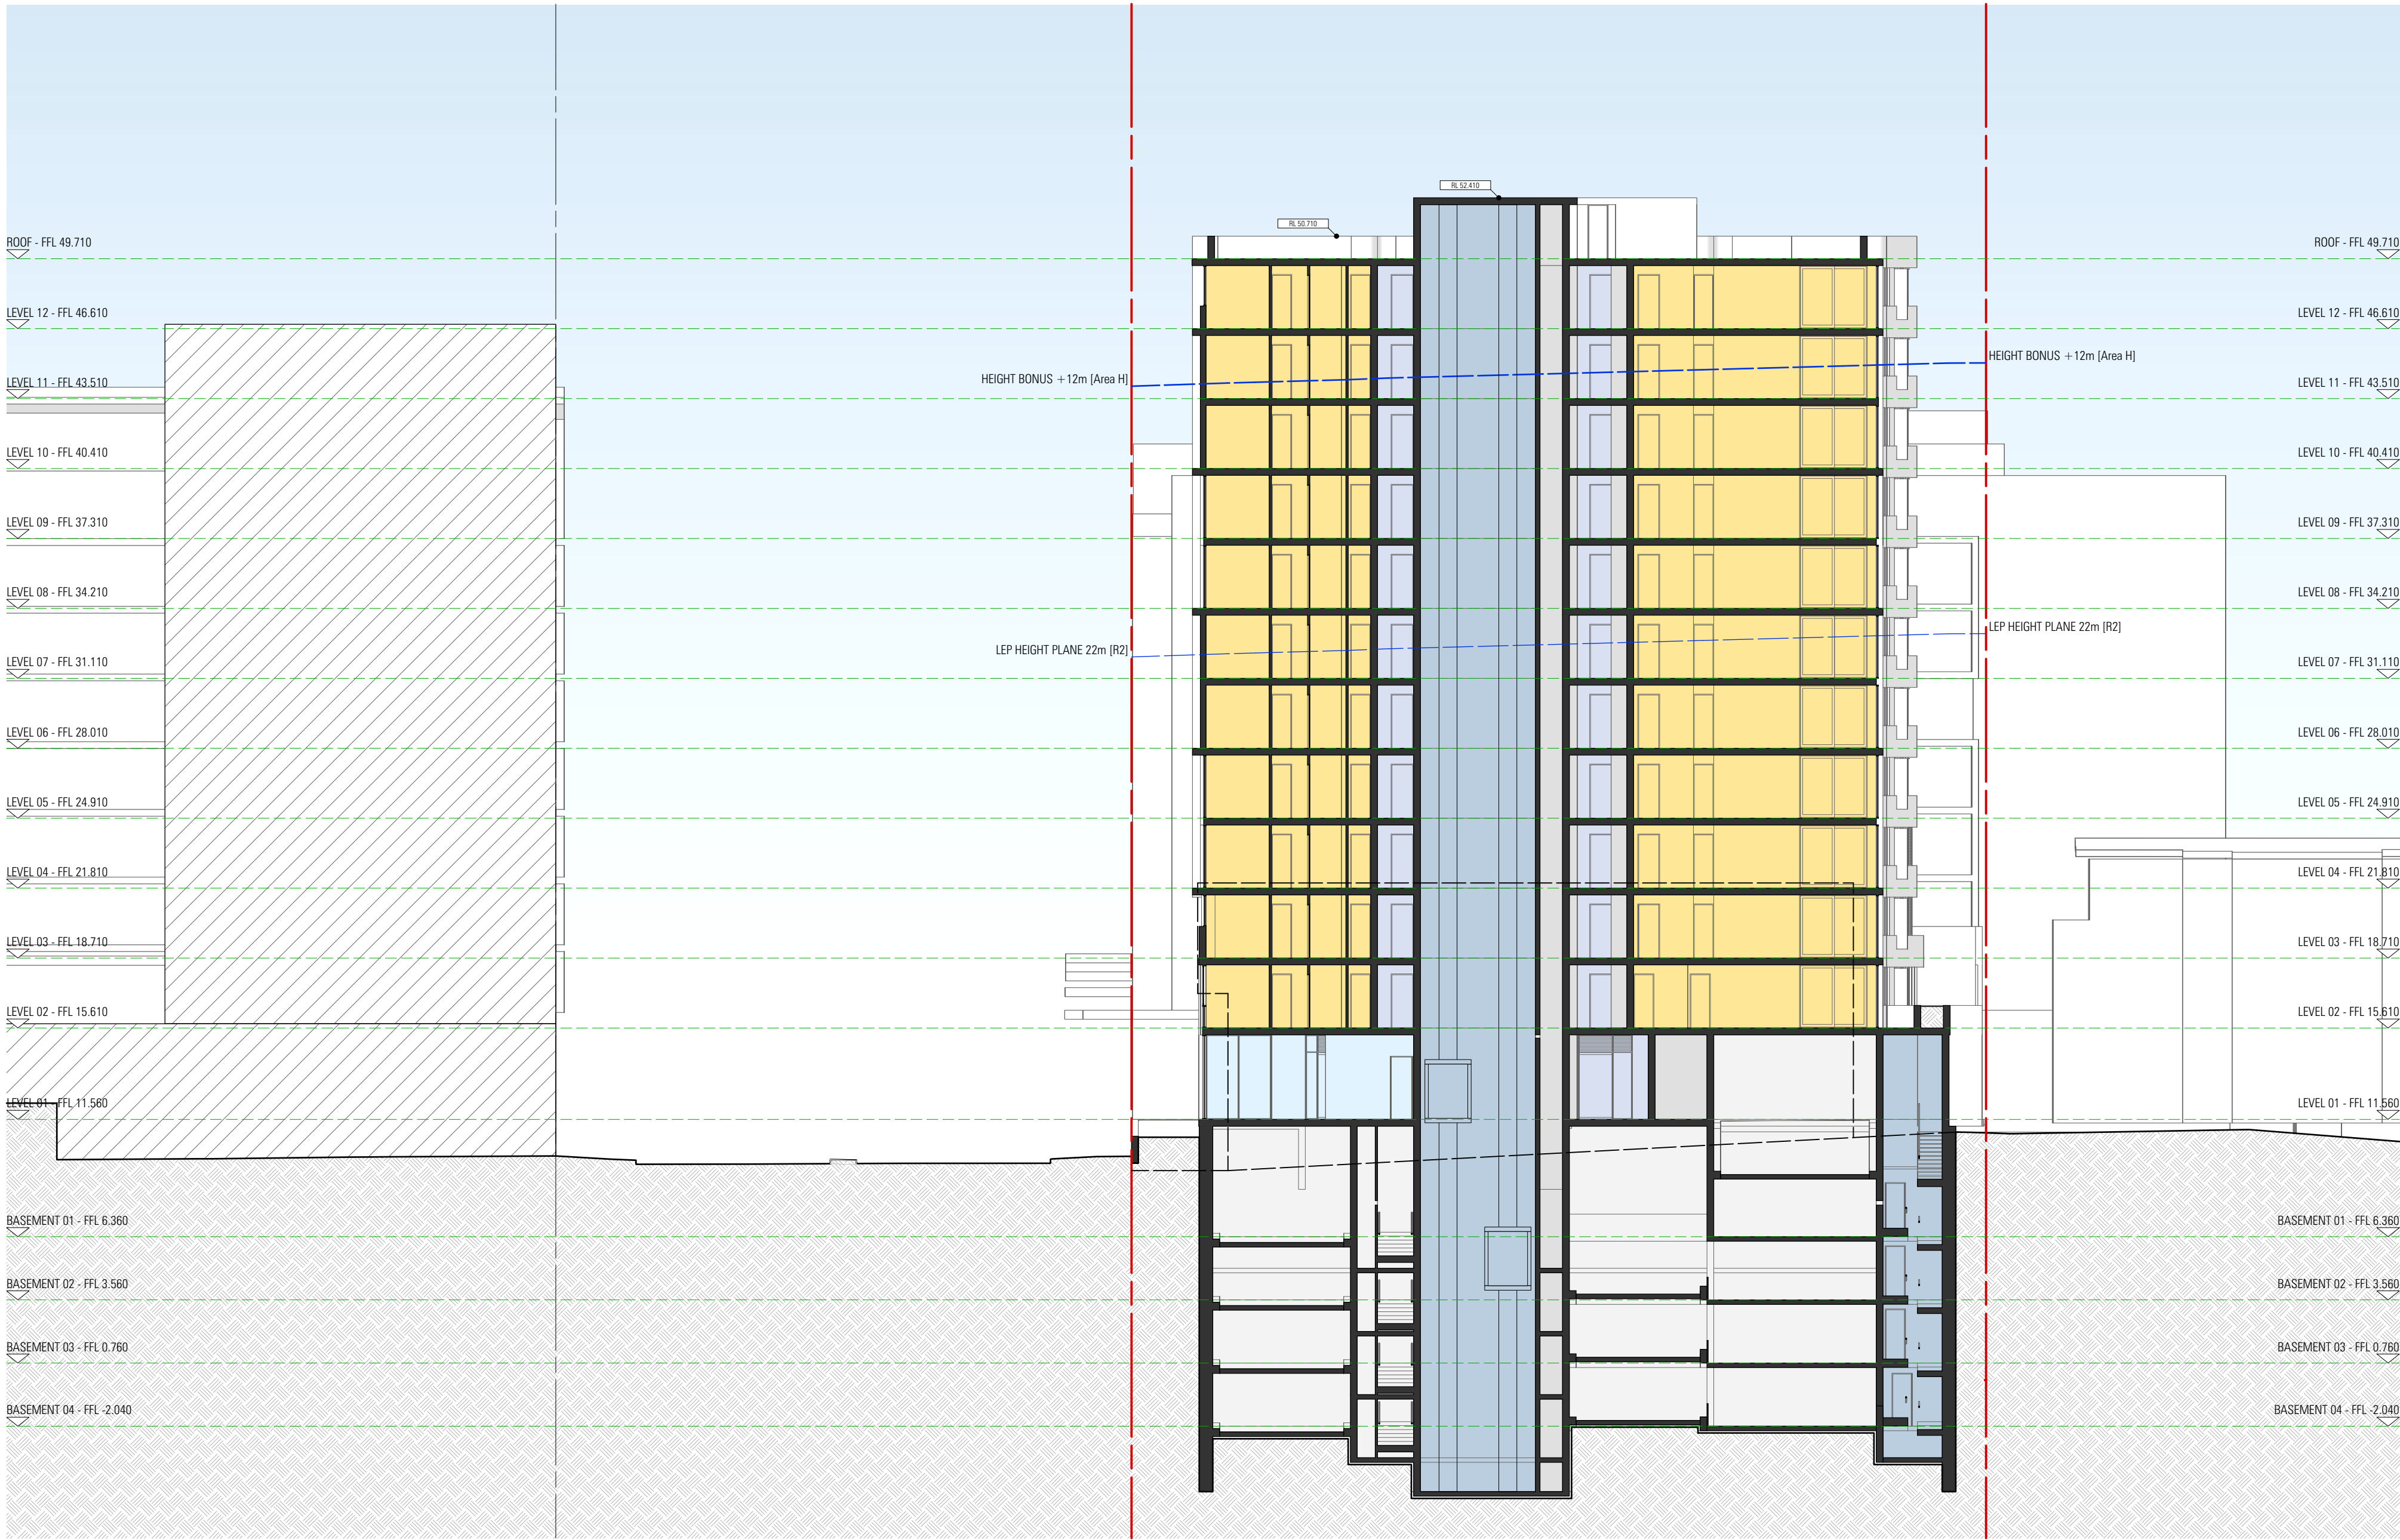 RL 52.410
RL 50.710
ROOF - FFL 49.710
ROOF - FFL 49.710
LEVEL 12 - FFL 46.610
LEVEL 12 - FFL 46.610
HEIGHT BONUS +12m [Area H]
HEIGHT BONUS +12m [Area H]
LEVEL 11 - FFL 43.510
LEVEL 11 - FFL 43.510
LEVEL 10 - FFL 40.410
LEVEL 10 - FFL 40.410
LEVEL 09 - FFL 37.310
LEVEL 09 - FFL 37.310
LEVEL 08 - FFL 34.210
LEVEL 08 - FFL 34.210
LEP HEIGHT PLANE 22m [R2]
LEP HEIGHT PLANE 22m [R2]
LEVEL 07 - FFL 31.110
LEVEL 07 - FFL 31.110
LEVEL 06 - FFL 28.010
LEVEL 06 - FFL 28.010
LEVEL 05 - FFL 24.910
LEVEL 05 - FFL 24.910
LEVEL 04 - FFL 21.810
LEVEL 04 - FFL 21.810
LEVEL 03 - FFL 18.710
LEVEL 03 - FFL 18.710
LEVEL 02 - FFL 15.610
LEVEL 02 - FFL 15.610
LEVEL 01 - FFL 11.560
LEVEL 01 - FFL 11.560
BASEMENT 01 - FFL 6.360
BASEMENT 01 - FFL 6.360
BASEMENT 02 - FFL 3.560
BASEMENT 02 - FFL 3.560
BASEMENT 03 - FFL 0.760
BASEMENT 03 - FFL 0.760
BASEMENT 04 - FFL -2.040
BASEMENT 04 - FFL -2.040